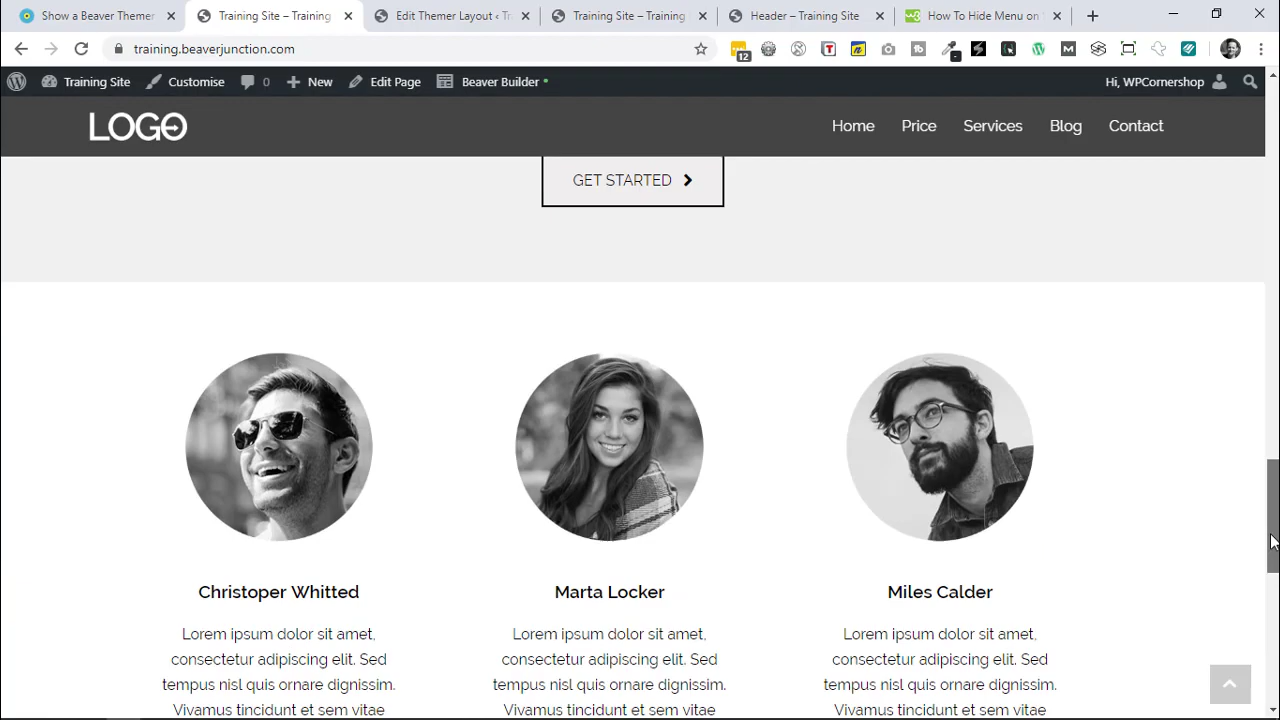 Show a Beaver Themer
Training Site – Training
Edit Themer Layout ‹ T
Training Site – Training
Header – Training Site
How To Hide Menu on
training.beaverjunction.com
12
Training Site
Customise
0
New
Edit Page
Beaver Builder
Hi, WPCornershop
LOGO
Home
Price
Services
Blog
Contact
GET STARTED
Christoper Whitted
Marta Locker
Miles Calder
Lorem ipsum dolor sit amet,
consectetur adipiscing elit. Sed
tempus nisl quis ornare dignissim.
Vivamus tincidunt et sem vitae
Lorem ipsum dolor sit amet,
consectetur adipiscing elit. Sed
tempus nisl quis ornare dignissim.
Vivamus tincidunt et sem vitae
Lorem ipsum dolor sit amet,
consectetur adipiscing elit. Sed
tempus nisl quis ornare dignissim.
Vivamus tincidunt et sem vitae